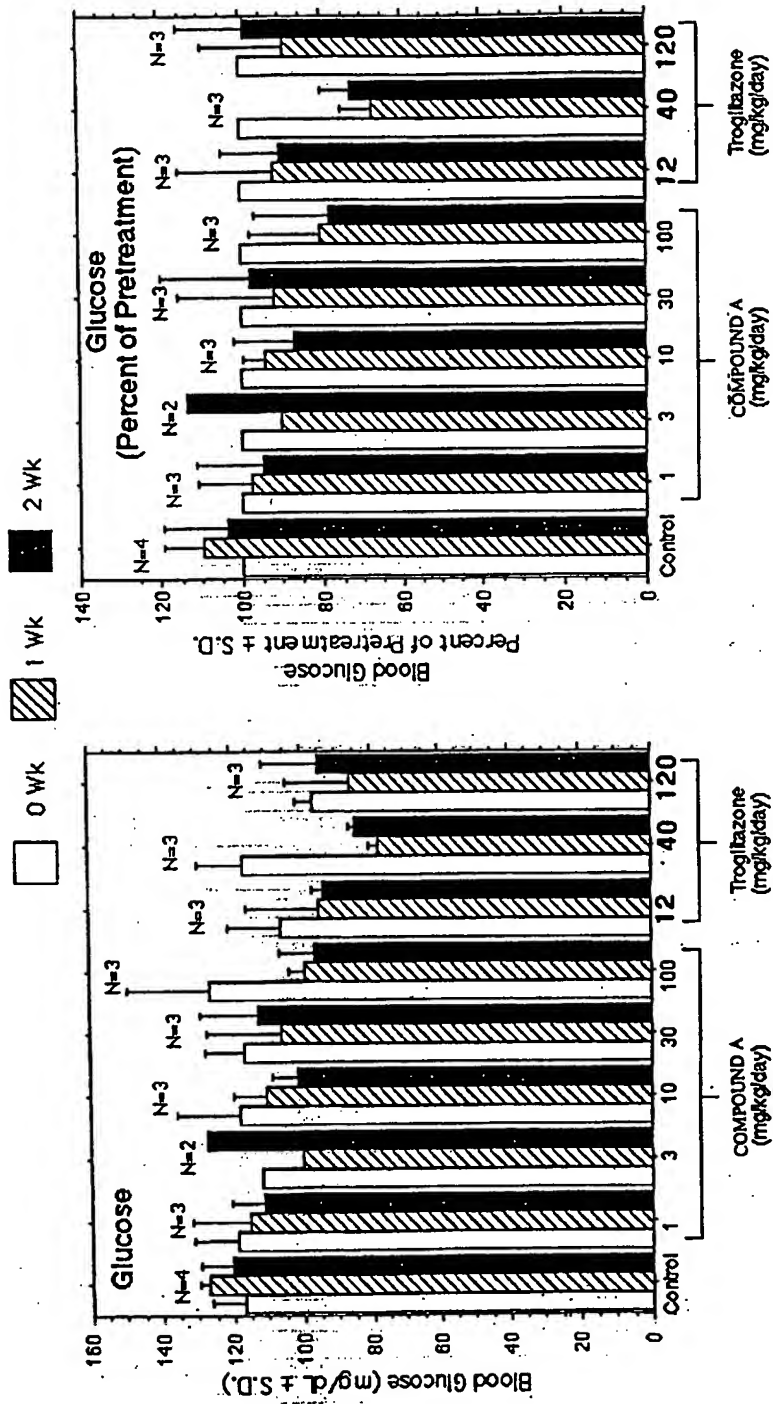 0 Wk
1 Wk
2 Wk
Glucose
Blood Glucose (mg/dL ± S.D.)
160
140
120
100
80
60
40
20
0
N=4
N=3
N=2
N=3
N=3
N=3
N=3
N=3
N=3
Control
1
3
10
30
100
12
40
120
COMPOUND A
(mg/kg/day)
Troglitazone
(mg/kg/day)
Glucose
(Percent of Pretreatment)
Blood Glucose
Percent of Pretreatment ± S.D.
140
120
100
80
60
40
20
0
N=4
N=3
N=2
N=3
N=3
N=3
N=3
N=3
N=3
Control
1
3
10
30
100
12
40
120
COMPOUND A
(mg/kg/day)
Troglitazone
(mg/kg/day)